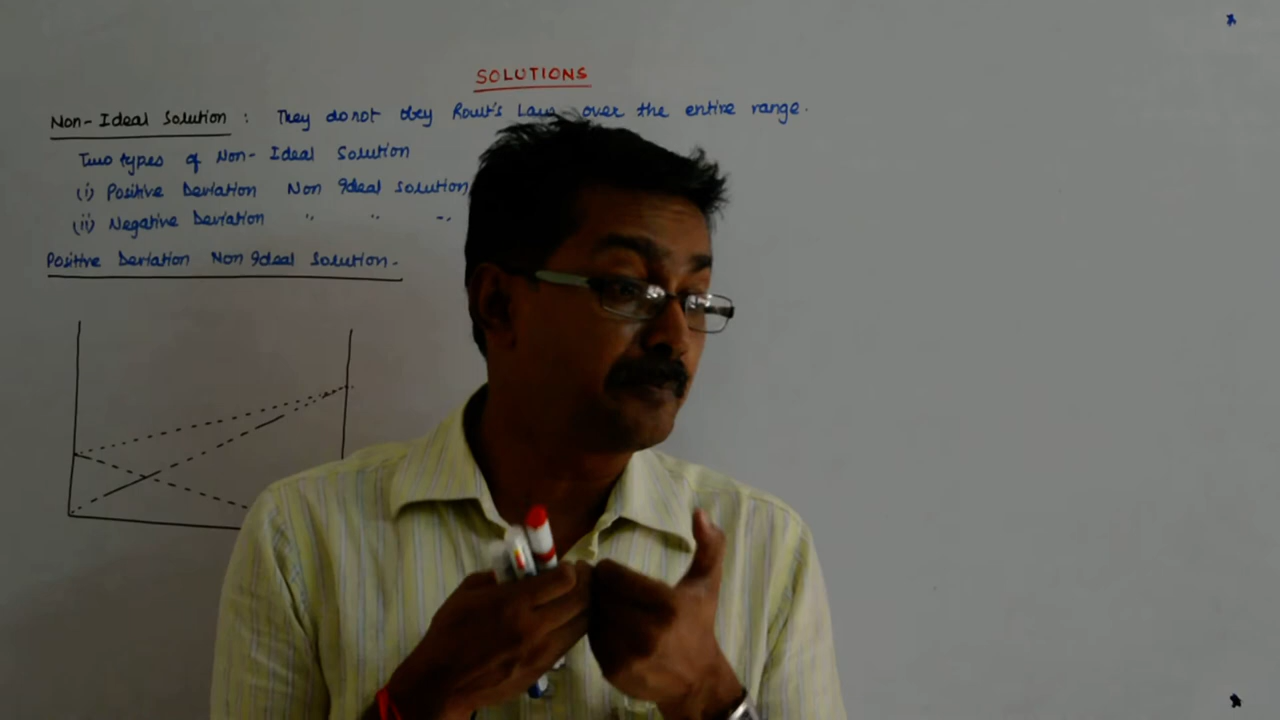 SOLUTIONS
Non-Ideal Solution : They do not obey Roult's Law over the entire range.
Two types of Non-Ideal Solution
(i) Positive Deviation Non Ideal Solution
(ii) Negative Deviation " " "
Positive Deviation Non Ideal Solution.